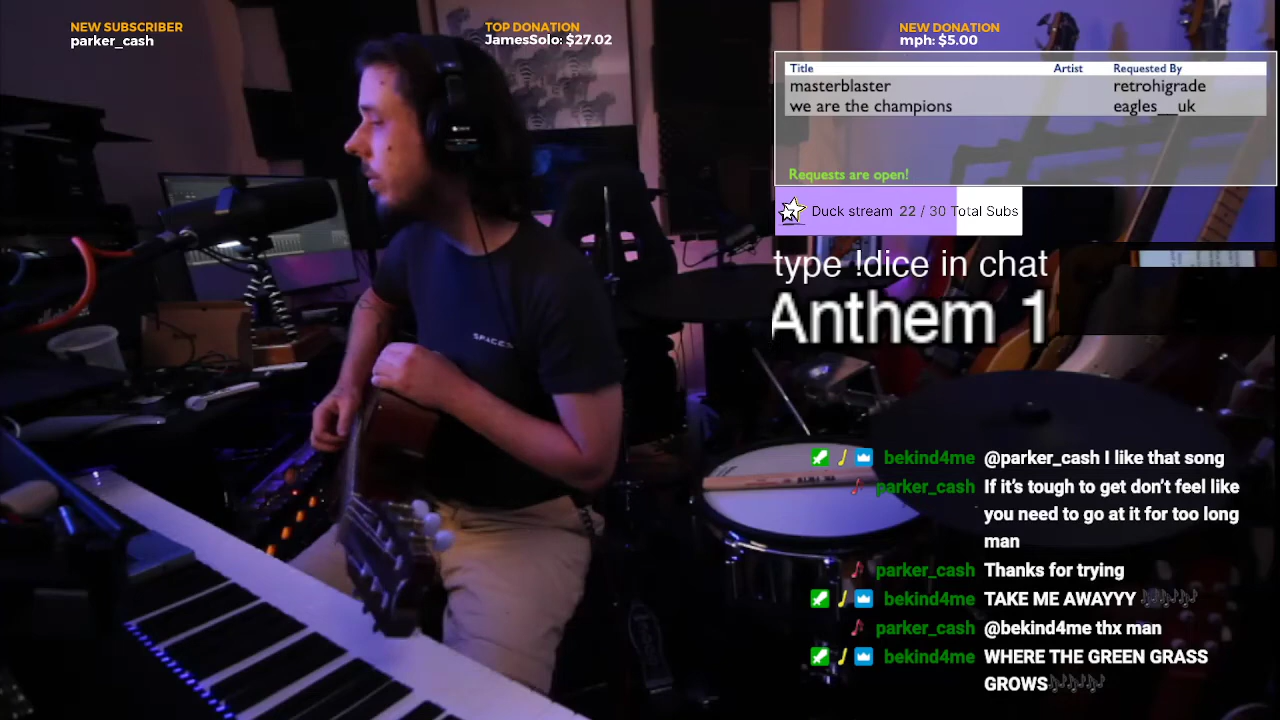 NEW SUBSCRIBER
parker_cash
TOP DONATION
JamesSolo: $27.02
NEW DONATION
mph: $5.00
Title Artist Requested By
masterblaster retrohigrade
we are the champions eagles__uk
Requests are open!
Duck stream 22 / 30 Total Subs
type !dice in chat
Anthem 1
SPACES
bekind4me @parker_cash I like that song
parker_cash If it's tough to get don't feel like
you need to go at it for too long
man
parker_cash Thanks for trying
bekind4me TAKE ME AWAYYY 🎶🎶🎶
parker_cash @bekind4me thx man
bekind4me WHERE THE GREEN GRASS
GROWS🎶🎶🎶